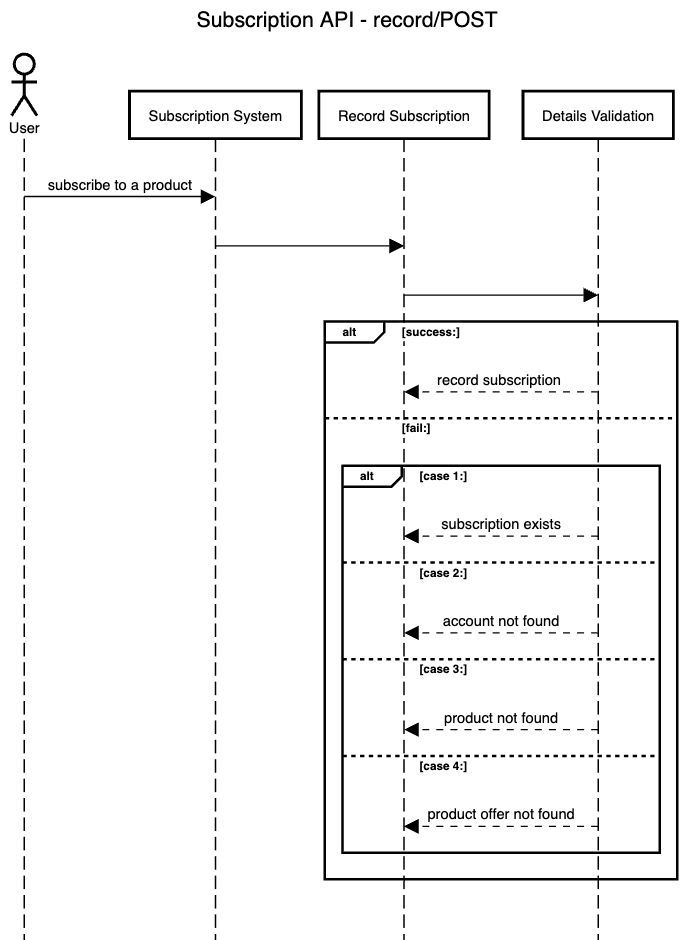 Subscription API - record/POST
User
Subscription System
Record Subscription
Details Validation
subscribe to a product
alt
[success:]
record subscription
[fail:]
alt
[case 1:]
subscription exists
[case 2:]
account not found
[case 3:]
product not found
[case 4:]
product offer not found